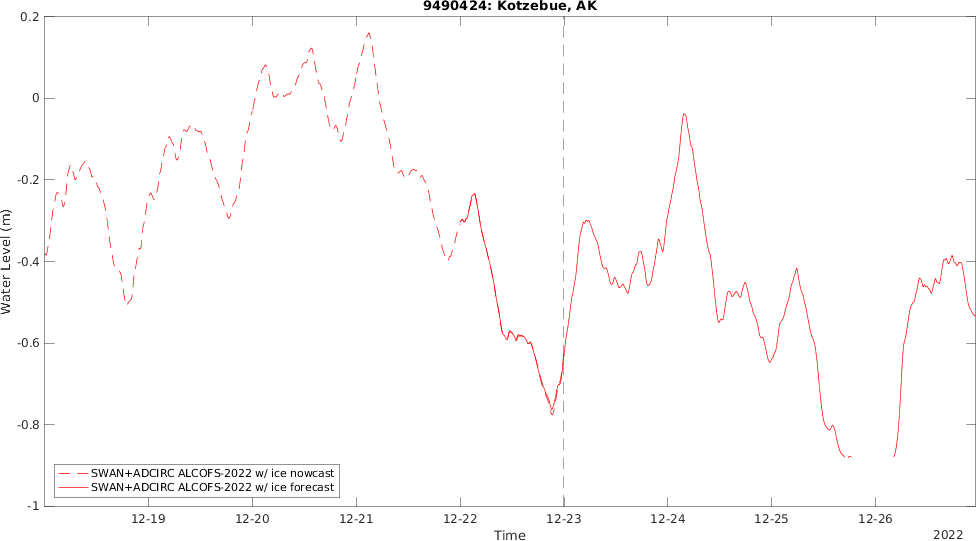 9490424: Kotzebue, AK
0.2
0
-0.2
-0.4
-0.6
-0.8
-1
Water Level (m)
SWAN+ADCIRC ALCOFS-2022 w/ ice nowcast
SWAN+ADCIRC ALCOFS-2022 w/ ice forecast
12-19 12-20 12-21 12-22 12-23 12-24 12-25 12-26
Time
2022